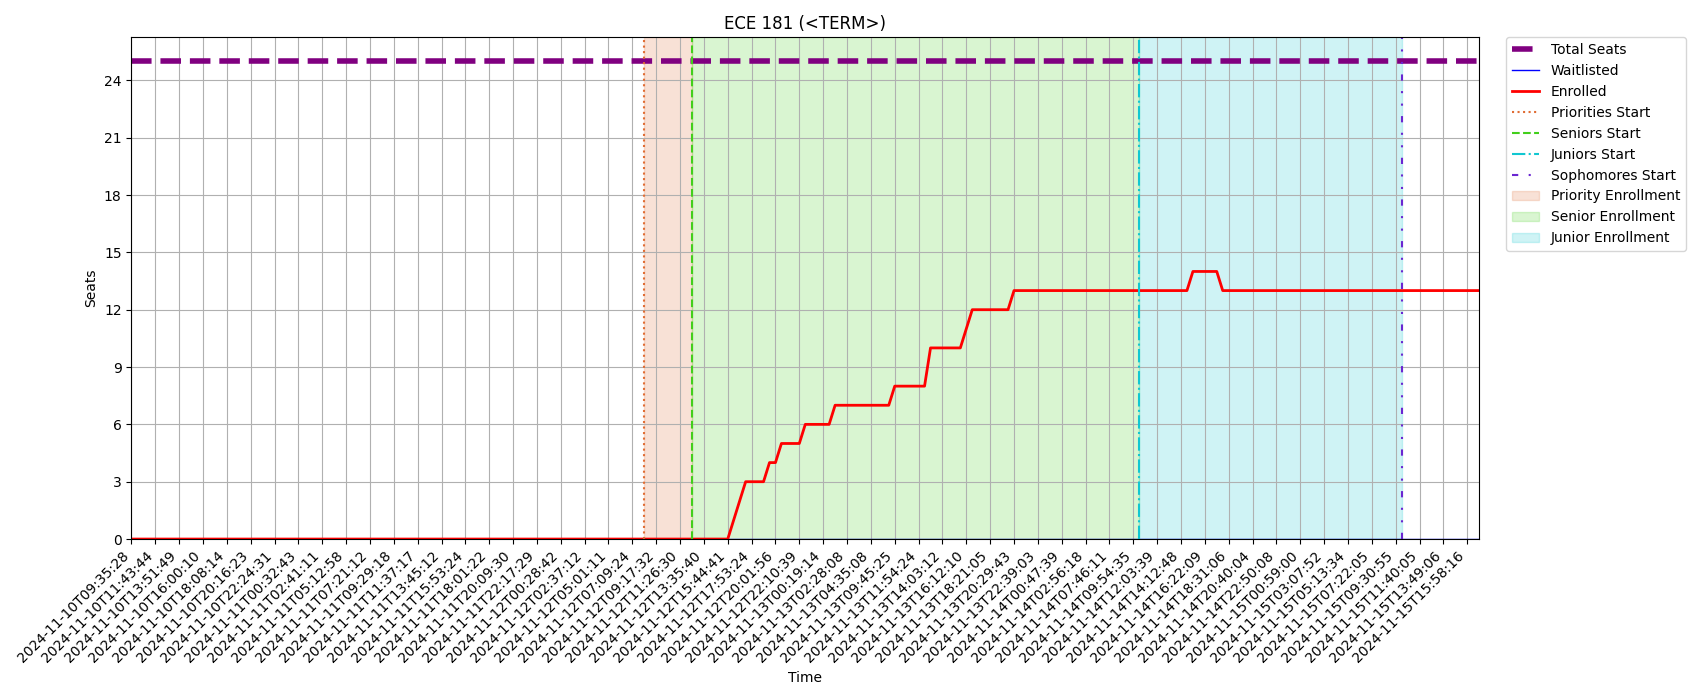 ECE 181 (<TERM>)
Total Seats
Waitlisted
Enrolled
Priorities Start
Seniors Start
Juniors Start
Sophomores Start
Priority Enrollment
Senior Enrollment
Junior Enrollment
Seats
24
21
18
15
12
9
6
3
0
2024-11-10T09:35:28
2024-11-10T11:43:44
2024-11-10T13:51:49
2024-11-10T16:00:10
2024-11-10T18:08:14
2024-11-10T20:16:23
2024-11-10T22:24:31
2024-11-11T00:32:43
2024-11-11T02:41:11
2024-11-11T05:12:58
2024-11-11T07:21:12
2024-11-11T09:29:18
2024-11-11T11:37:17
2024-11-11T13:45:12
2024-11-11T15:53:24
2024-11-11T18:01:22
2024-11-11T20:09:30
2024-11-11T22:17:29
2024-11-12T00:28:42
2024-11-12T02:37:12
2024-11-12T05:01:11
2024-11-12T07:09:24
2024-11-12T09:17:32
2024-11-12T11:26:30
2024-11-12T13:35:40
2024-11-12T15:44:41
2024-11-12T17:53:24
2024-11-12T20:01:56
2024-11-12T22:10:39
2024-11-13T00:19:14
2024-11-13T02:28:08
2024-11-13T04:35:08
2024-11-13T09:45:25
2024-11-13T11:54:24
2024-11-13T14:03:12
2024-11-13T16:12:10
2024-11-13T18:21:05
2024-11-13T20:29:43
2024-11-13T22:39:03
2024-11-14T00:47:39
2024-11-14T02:56:18
2024-11-14T07:46:11
2024-11-14T09:54:35
2024-11-14T12:03:39
2024-11-14T14:12:48
2024-11-14T16:22:09
2024-11-14T18:31:06
2024-11-14T20:40:04
2024-11-14T22:50:08
2024-11-15T00:59:00
2024-11-15T03:07:52
2024-11-15T05:13:34
2024-11-15T07:22:05
2024-11-15T09:30:55
2024-11-15T11:40:05
2024-11-15T13:49:06
2024-11-15T15:58:16
Time